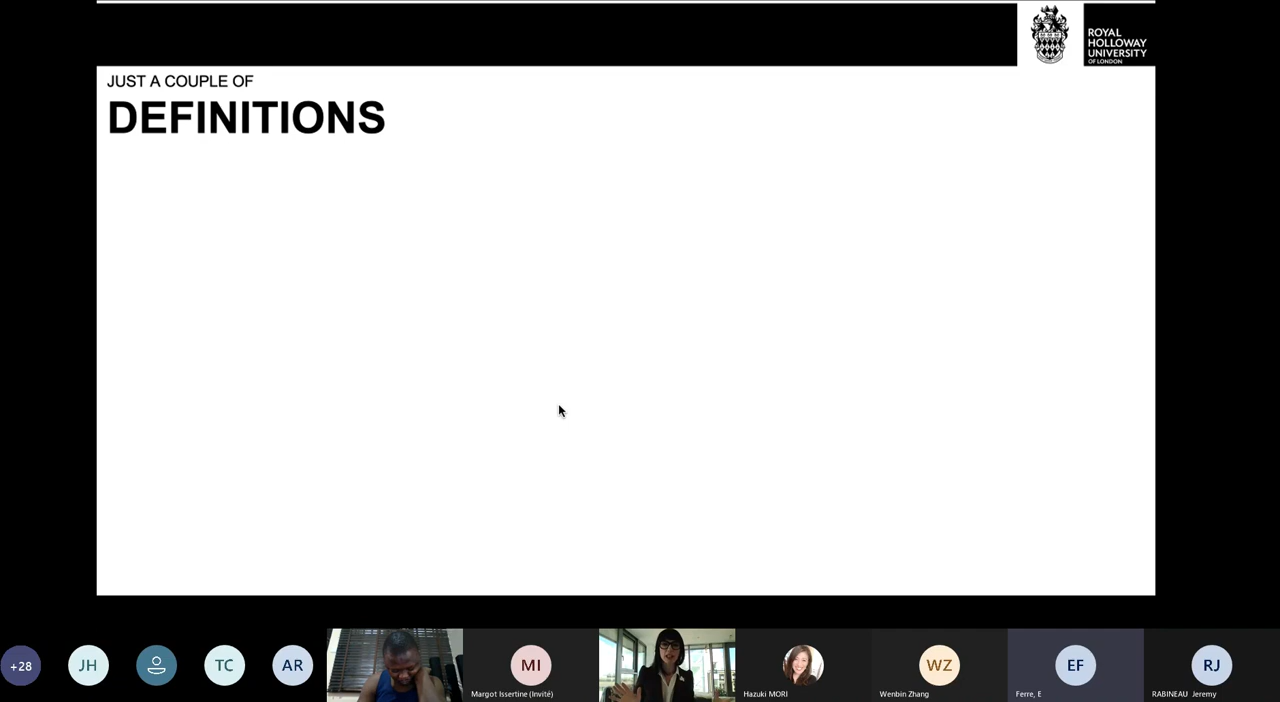 ROYAL
HOLLOWAY
UNIVERSITY
OF LONDON
JUST A COUPLE OF
DEFINITIONS
+28
JH
TC
AR
MI
Margot Issertine (Invité)
Hazuki MORI
WZ
Wenbin Zhang
EF
Ferre, E
RJ
RABINEAU Jeremy